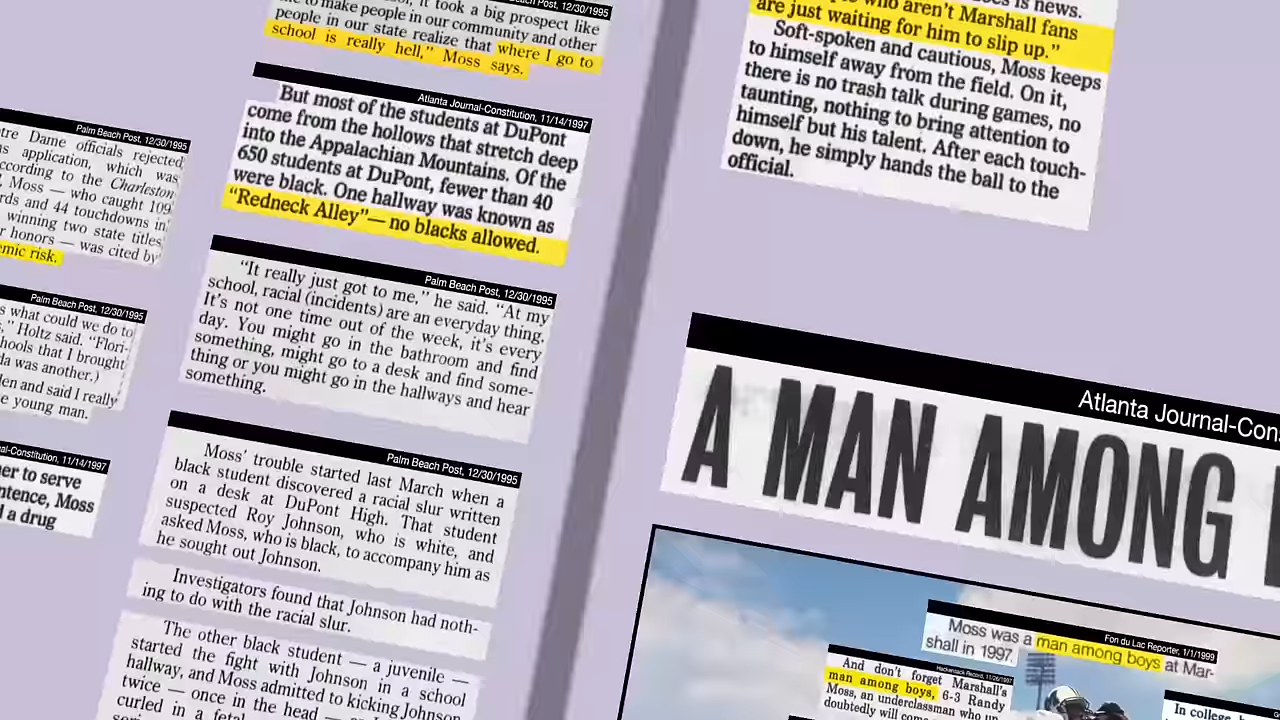 Palm Beach Post, 12/30/1995
tre Dame officials rejected
s application, which was
ccording to the Charleston
, Moss — who caught 109
rds and 44 touchdowns in
winning two state titles
r honors — was cited by
emic risk.
Palm Beach Post, 12/30/1995
s what could we do to
," Holtz said. "Flori-
hools that I brought
da was another.)
en and said I really
e young man.
al-Constitution, 11/14/1997
er to serve
ntence, Moss
d a drug
Beach Post, 12/30/1995
it took a big prospect like
to make people in our community and other
people in our state realize that where I go to
school is really hell," Moss says.
Atlanta Journal-Constitution, 11/14/1997
But most of the students at DuPont
come from the hollows that stretch deep
into the Appalachian Mountains. Of the
650 students at DuPont, fewer than 40
were black. One hallway was known as
"Redneck Alley"— no blacks allowed.
Palm Beach Post, 12/30/1995
"It really just got to me," he said. "At my
school, racial (incidents) are an everyday thing.
It's not one time out of the week, it's every
day. You might go in the bathroom and find
something, might go to a desk and find some-
thing or you might go in the hallways and hear
something.
Palm Beach Post, 12/30/1995
Moss' trouble started last March when a
black student discovered a racial slur written
on a desk at DuPont High. That student
suspected Roy Johnson, who is white, and
asked Moss, who is black, to accompany him as
he sought out Johnson.
Investigators found that Johnson had noth-
ing to do with the racial slur.
The other black student — a juvenile —
started the fight with Johnson in a school
hallway, and Moss admitted to kicking Johnson
twice — once in the head —
curled in a fetal
is news.
who aren't Marshall fans
are just waiting for him to slip up."
Soft-spoken and cautious, Moss keeps
to himself away from the field. On it,
there is no trash talk during games, no
taunting, nothing to bring attention to
himself but his talent. After each touch-
down, he simply hands the ball to the
official.
Atlanta Journal-Cons
A MAN AMONG
Fon du Lac Reporter, 1/1/1999
Moss was a man among boys at Mar-
shall in 1997.
Hackensack Record, 11/26/1997
And don't forget Marshall's
man among boys, 6-3 Randy
Moss, an underclassman who
doubtedly will
In college